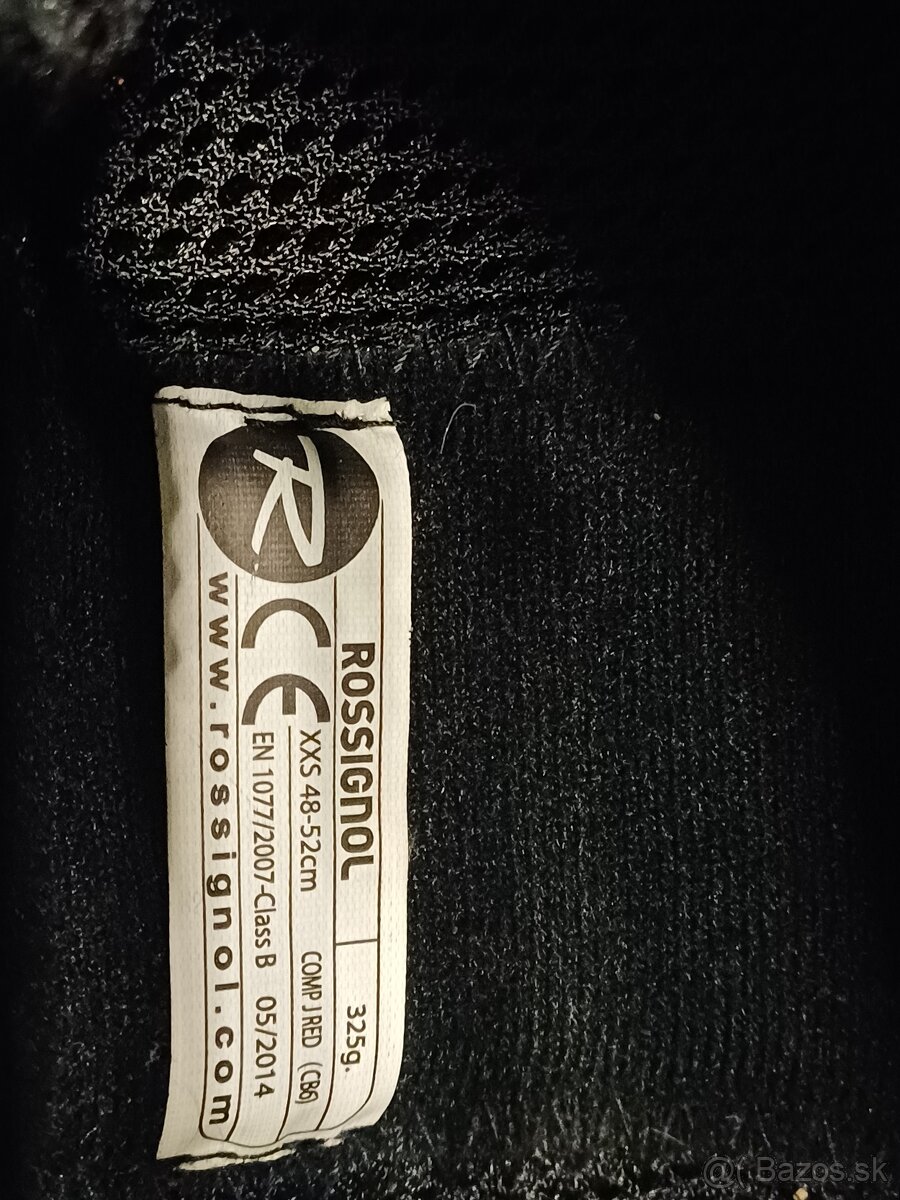 R
ROSSIGNOL 325g.
CE XXS 48-52cm COMP J RED (CB6)
EN 1077/2007-Class B 05/2014
www.rossignol.com
@f Bazos.sk